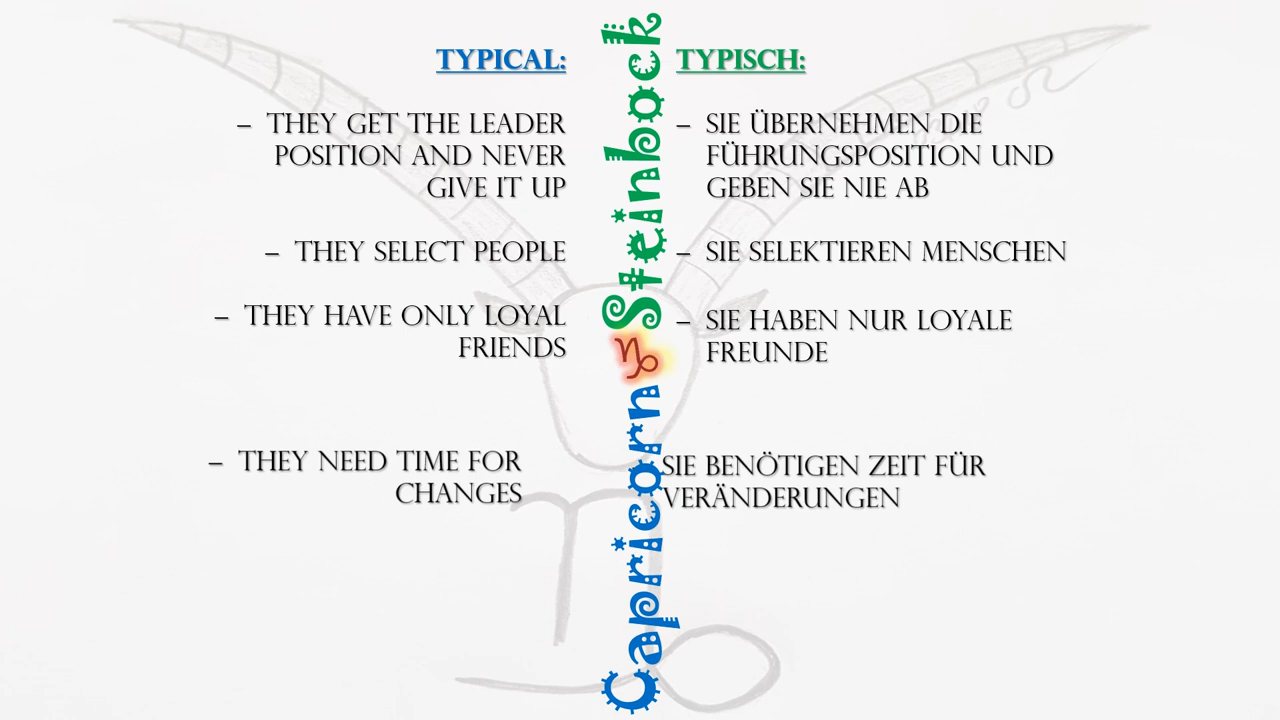 TYPICAL:
– THEY GET THE LEADER
POSITION AND NEVER
GIVE IT UP
– THEY SELECT PEOPLE
– THEY HAVE ONLY LOYAL
FRIENDS
– THEY NEED TIME FOR
CHANGES
Capricorn ♑ Steinbock
TYPISCH:
– SIE ÜBERNEHMEN DIE
FÜHRUNGSPOSITION UND
GEBEN SIE NIE AB
– SIE SELEKTIEREN MENSCHEN
– SIE HABEN NUR LOYALE
FREUNDE
SIE BENÖTIGEN ZEIT FÜR
VERÄNDERUNGEN